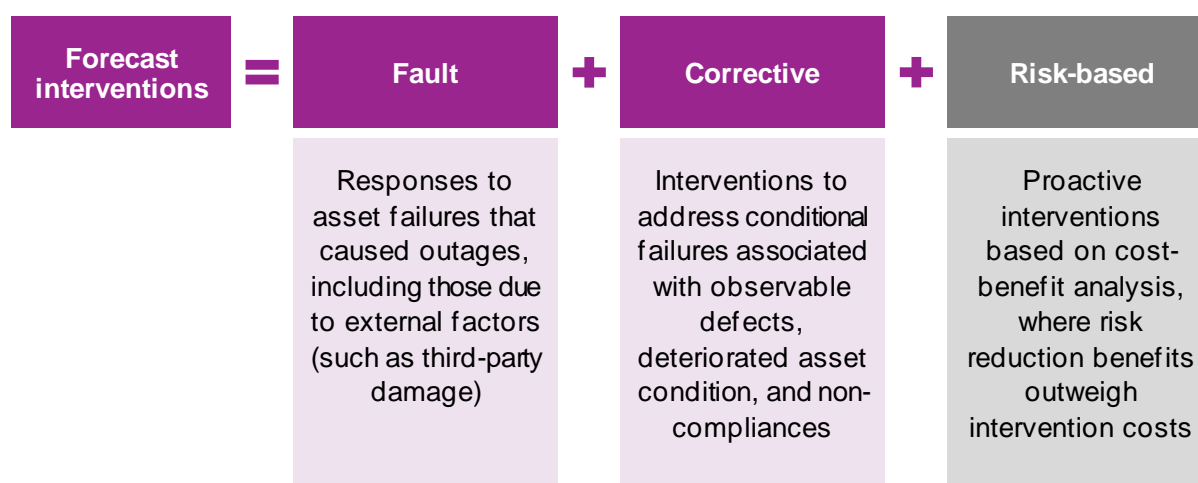 Forecast
interventions
=
Fault
+
Corrective
+
Risk-based
Responses to
asset failures that
caused outages,
including those due
to external factors
(such as third-party
damage)
Interventions to
address conditional
failures associated
with observable
defects,
deteriorated asset
condition, and non-
compliances
Proactive
interventions
based on cost-
benefit analysis,
where risk
reduction benefits
outweigh
intervention costs